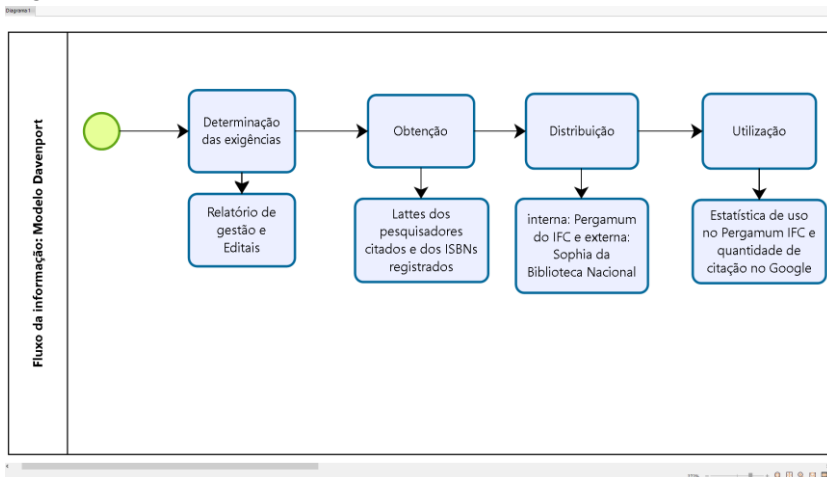 Diagrama 1
Fluxo da informação: Modelo Davenport
Determinação
das exigências
Obtenção
Distribuição
Utilização
Relatório de
gestão e
Editais
Lattes dos
pesquisadores
citados e dos ISBNs
registrados
interna: Pergamum
do IFC e externa:
Sophia da
Biblioteca Nacional
Estatística de uso
no Pergamum IFC e
quantidade de
citação no Google